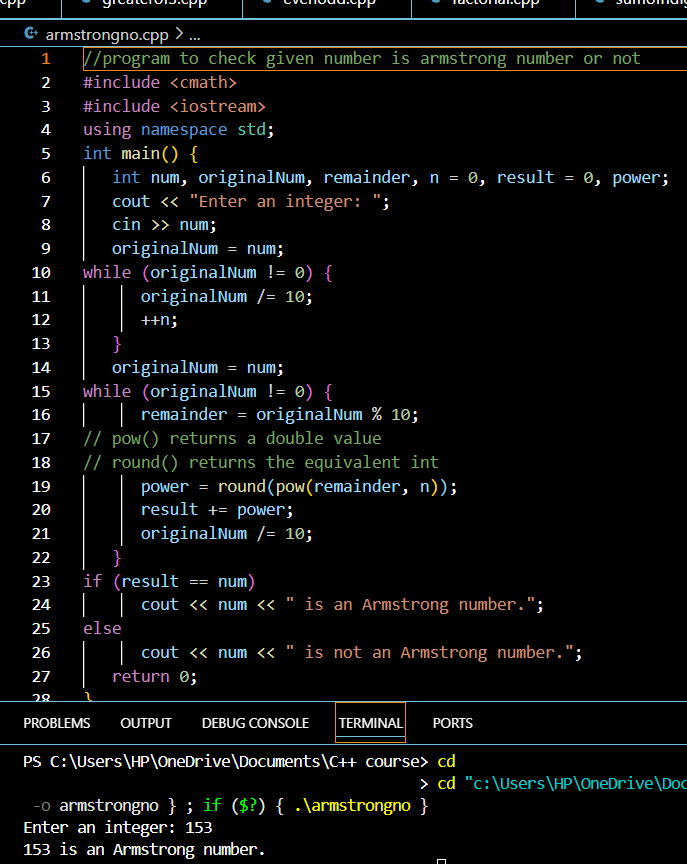 cpp greaterof3.cpp evenodd.cpp factorial.cpp
armstrongno.cpp > ...
1 //program to check given number is armstrong number or not
2 #include <cmath>
3 #include <iostream>
4 using namespace std;
5 int main() {
6 int num, originalNum, remainder, n = 0, result = 0, power;
7 cout << "Enter an integer: ";
8 cin >> num;
9 originalNum = num;
10 while (originalNum != 0) {
11 originalNum /= 10;
12 ++n;
13 }
14 originalNum = num;
15 while (originalNum != 0) {
16 remainder = originalNum % 10;
17 // pow() returns a double value
18 // round() returns the equivalent int
19 power = round(pow(remainder, n));
20 result += power;
21 originalNum /= 10;
22 }
23 if (result == num)
24 cout << num << " is an Armstrong number.";
25 else
26 cout << num << " is not an Armstrong number.";
27 return 0;
28 }
PROBLEMS OUTPUT DEBUG CONSOLE TERMINAL PORTS
PS C:\Users\HP\OneDrive\Documents\C++ course> cd
> cd "c:\Users\HP\OneDrive\Doc
-o armstrongno } ; if ($?) { .\armstrongno }
Enter an integer: 153
153 is an Armstrong number.